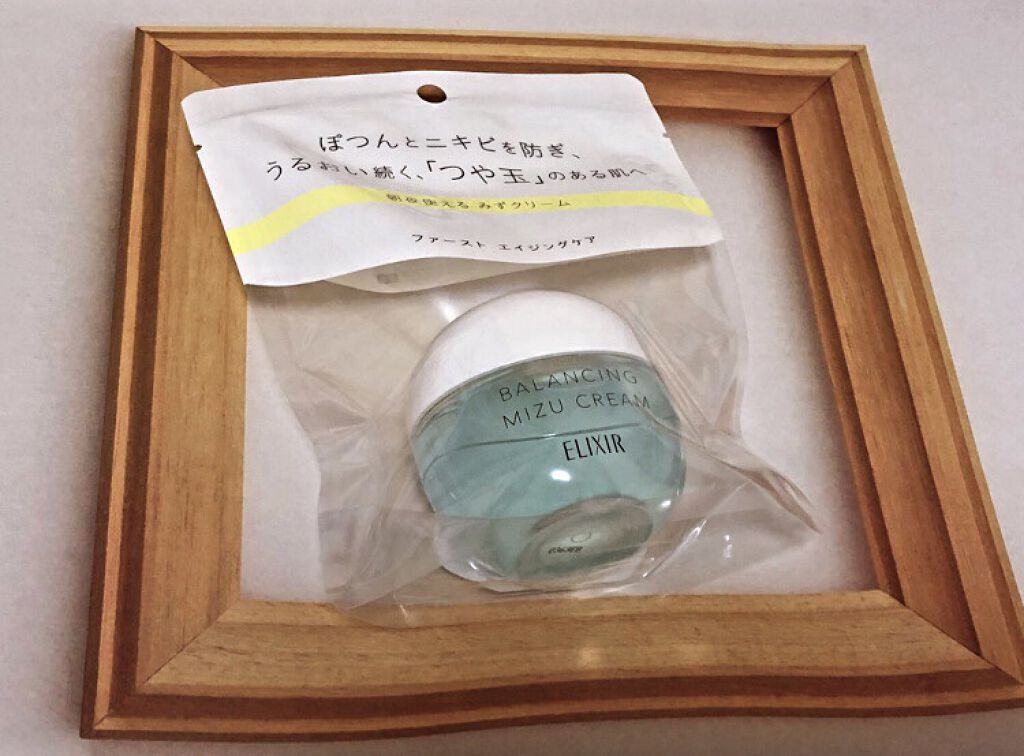 ぽつんとニキビを防ぎ、
うるおい続く、「つや玉」のある肌へ
朝夜使える みずクリーム
ファースト エイジングケア
BALANCING
MIZU CREAM
ELIXIR